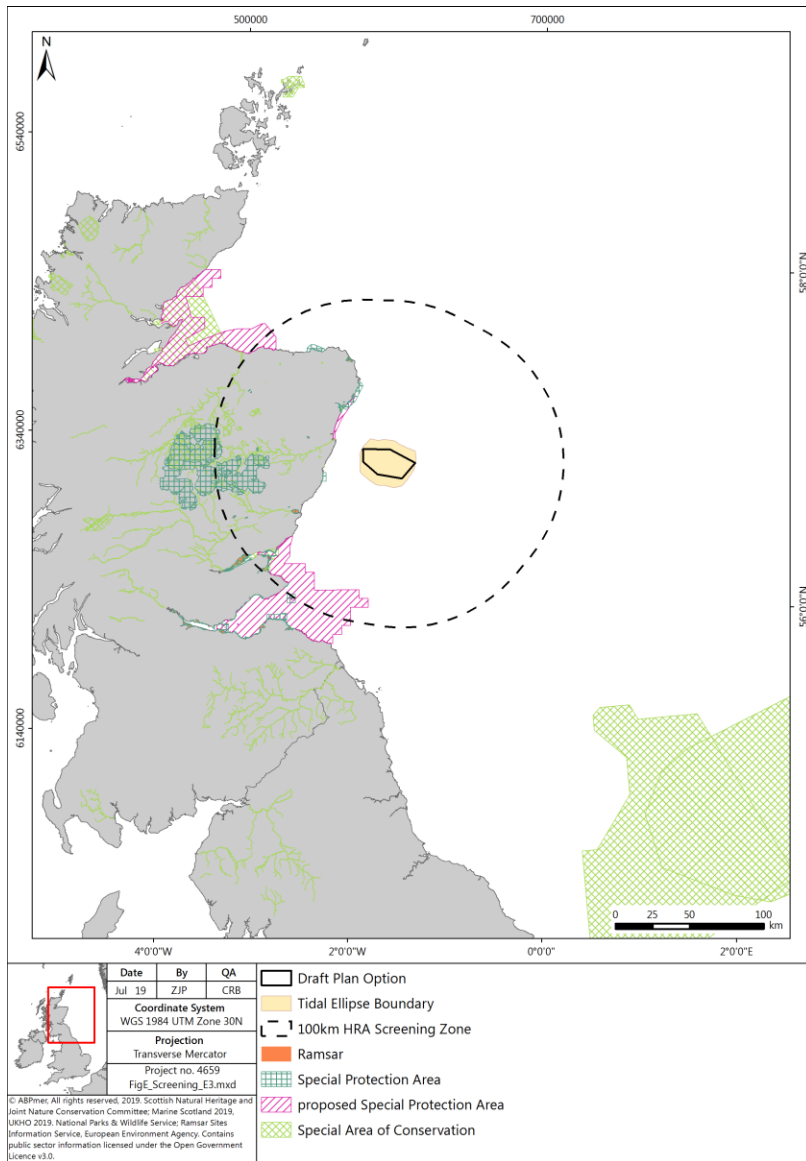 500000 700000
N
6540000
58°0'0"N
6340000
56°0'0"N
6140000
0 25 50 100
km
4°0'0"W 2°0'0"W 0°0'0" 2°0'0"E
Date By QA
Jul 19 ZJP CRB
Coordinate System
WGS 1984 UTM Zone 30N
Projection
Transverse Mercator
Project no. 4659
FigE_Screening_E3.mxd
© ABPmer, All rights reserved, 2019. Scottish Natural Heritage and
Joint Nature Conservation Committee; Marine Scotland 2019,
UKHO 2019. National Parks & Wildlife Service; Ramsar Sites
Information Service, European Environment Agency. Contains
public sector information licensed under the Open Government
Licence v3.0.
Draft Plan Option
Tidal Ellipse Boundary
100km HRA Screening Zone
Ramsar
Special Protection Area
proposed Special Protection Area
Special Area of Conservation